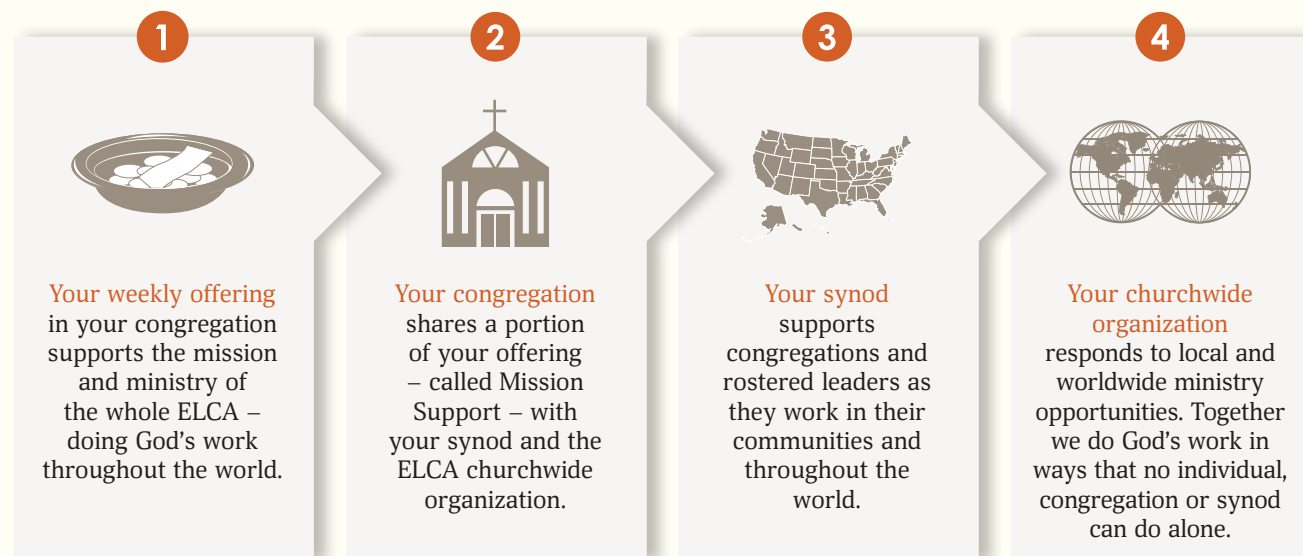 1
Your weekly offering
in your congregation
supports the mission
and ministry of
the whole ELCA –
doing God’s work
throughout the world.
2
Your congregation
shares a portion
of your offering
– called Mission
Support – with
your synod and the
ELCA churchwide
organization.
3
Your synod
supports
congregations and
rostered leaders as
they work in their
communities and
throughout the
world.
4
Your churchwide
organization
responds to local and
worldwide ministry
opportunities. Together
we do God’s work in
ways that no individual,
congregation or synod
can do alone.